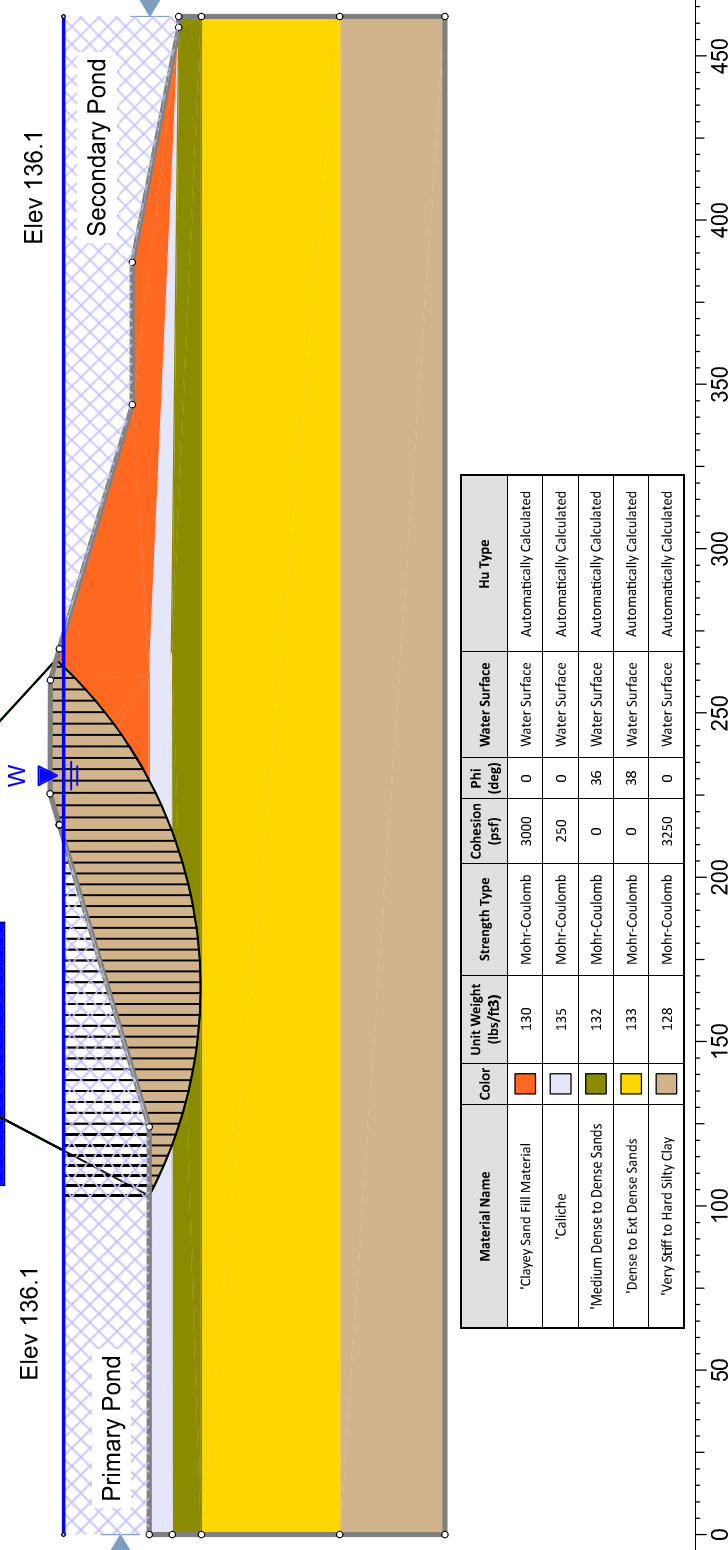 W
Elev 136.1
Elev 136.1
Primary Pond
Secondary Pond
Material Name Color Unit Weight (lbs/ft3) Strength Type Cohesion (psf) Phi (deg) Water Surface Hu Type
'Clayey Sand Fill Material 130 Mohr-Coulomb 3000 0 Water Surface Automatically Calculated
'Caliche 135 Mohr-Coulomb 250 0 Water Surface Automatically Calculated
'Medium Dense to Dense Sands 132 Mohr-Coulomb 0 36 Water Surface Automatically Calculated
'Dense to Ext Dense Sands 133 Mohr-Coulomb 0 38 Water Surface Automatically Calculated
'Very Stiff to Hard Silty Clay 128 Mohr-Coulomb 3250 0 Water Surface Automatically Calculated
0 50 100 150 200 250 300 350 400 450